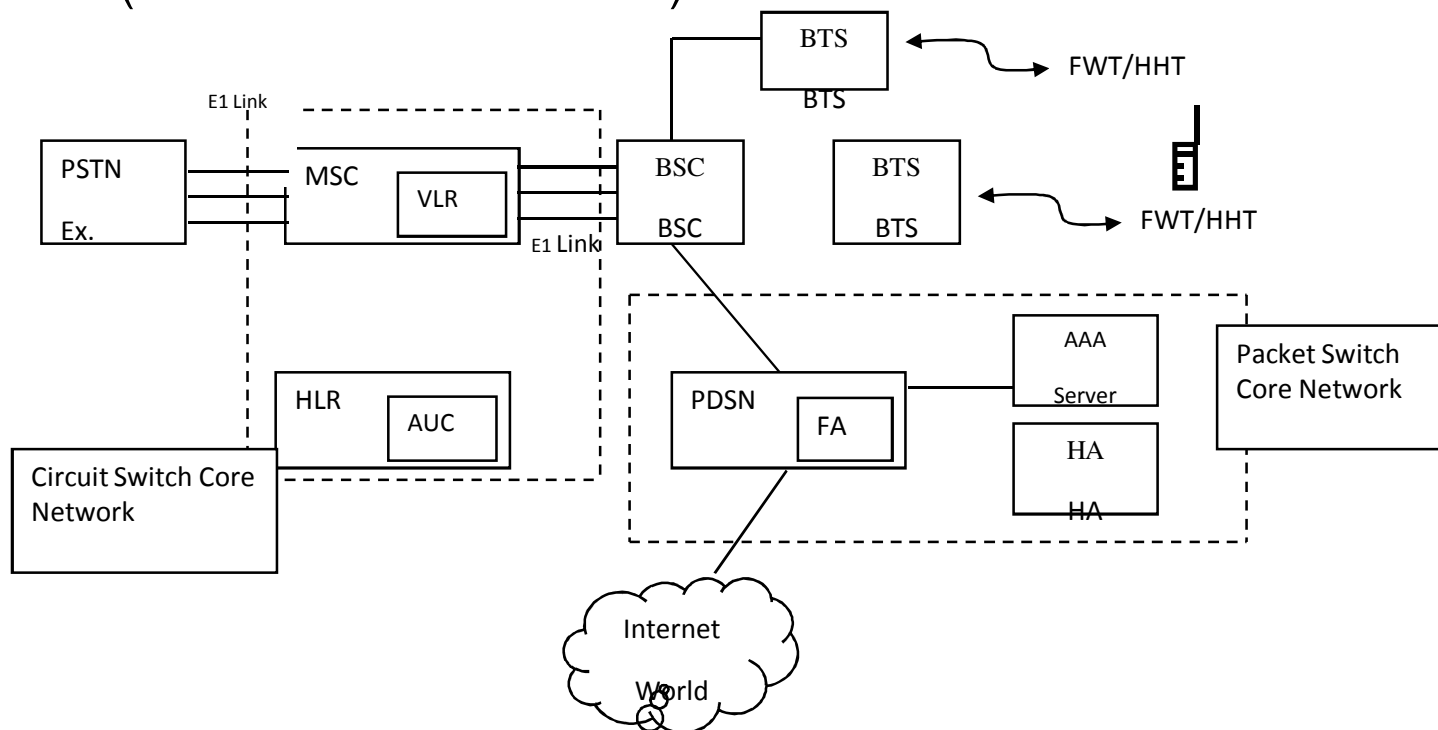 BTS
BTS
FWT/HHT
E1 Link
PSTN
Ex.
MSC
VLR
BSC
BSC
E1 Link
BTS
BTS
FWT/HHT
HLR
AUC
PDSN
FA
AAA
Server
HA
HA
Packet Switch
Core Network
Circuit Switch Core
Network
Internet
World